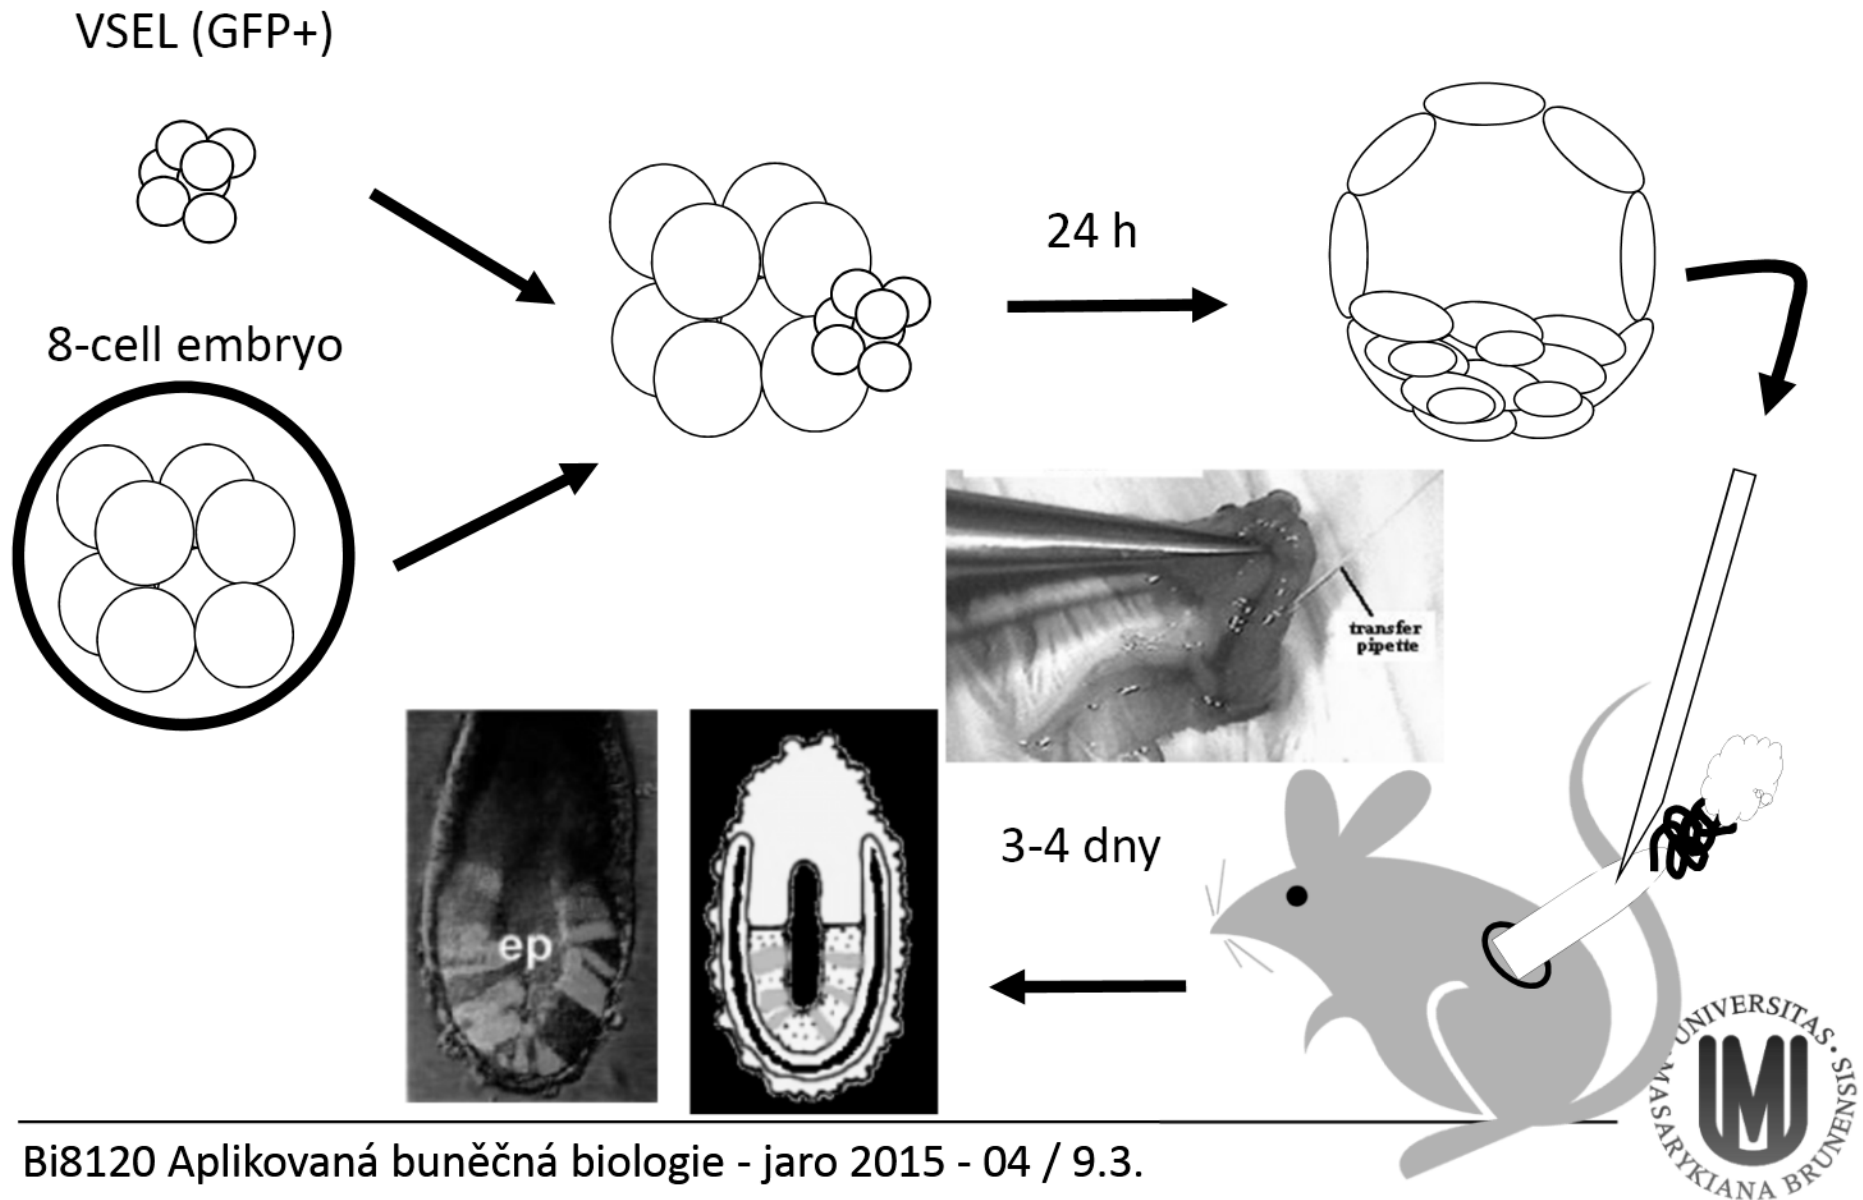 VSEL (GFP+)
8-cell embryo
24 h
transfer
pipette
3-4 dny
ep
UNIVERSITAS · MASARYKIANA BRUNENSIS
MU
Bi8120 Aplikovaná buněčná biologie - jaro 2015 - 04 / 9.3.